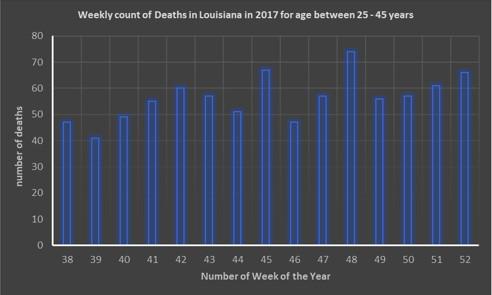 Weekly count of Deaths in Louisiana in 2017 for age between 25 - 45 years
80
70
60
50
40
30
20
10
0
number of deaths
38 39 40 41 42 43 44 45 46 47 48 49 50 51 52
Number of Week of the Year